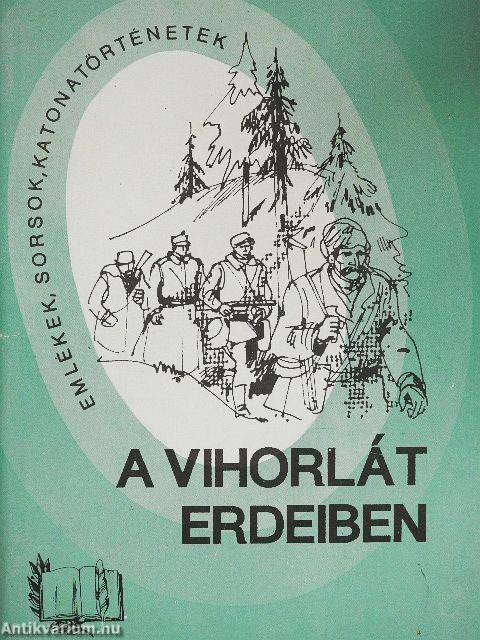 EMLÉKEK, SORSOK, KATONATÖRTÉNETEK
A VIHORLÁT
ERDEIBEN
Antikvarium.hu